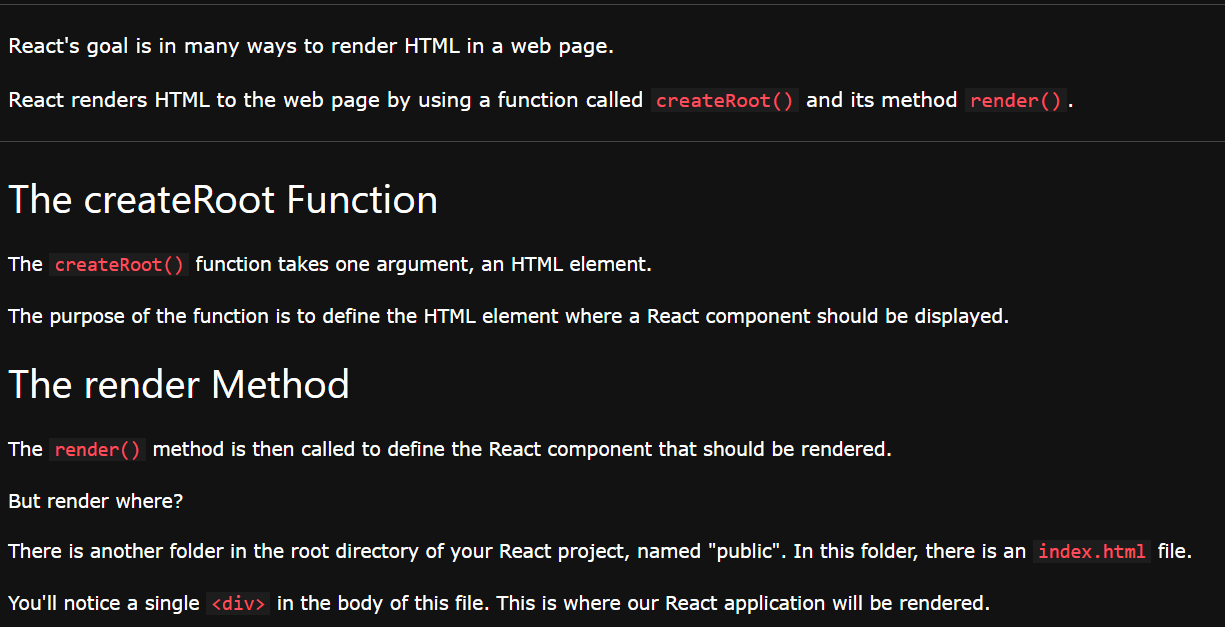 React's goal is in many ways to render HTML in a web page.
React renders HTML to the web page by using a function called createRoot() and its method render().
The createRoot Function
The createRoot() function takes one argument, an HTML element.
The purpose of the function is to define the HTML element where a React component should be displayed.
The render Method
The render() method is then called to define the React component that should be rendered.
But render where?
There is another folder in the root directory of your React project, named "public". In this folder, there is an index.html file.
You'll notice a single <div> in the body of this file. This is where our React application will be rendered.